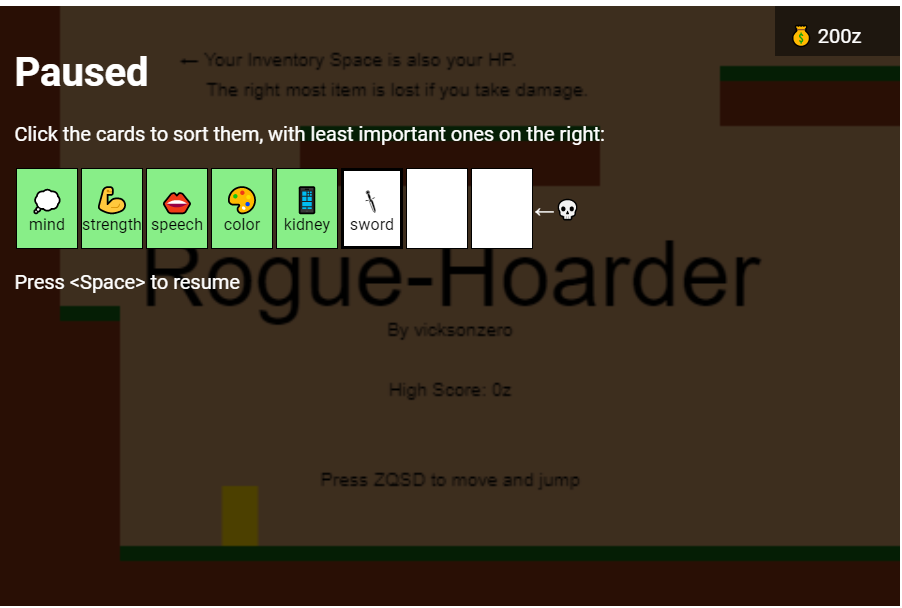 200z
← Your Inventory Space is also your HP.
Paused
The right most item is lost if you take damage.
Click the cards to sort them, with least important ones on the right:
mind strength speech color kidney sword
←
Press <Space> to resume
Rogue-Hoarder
By vicksonzero
High Score: 0z
Press ZQSD to move and jump